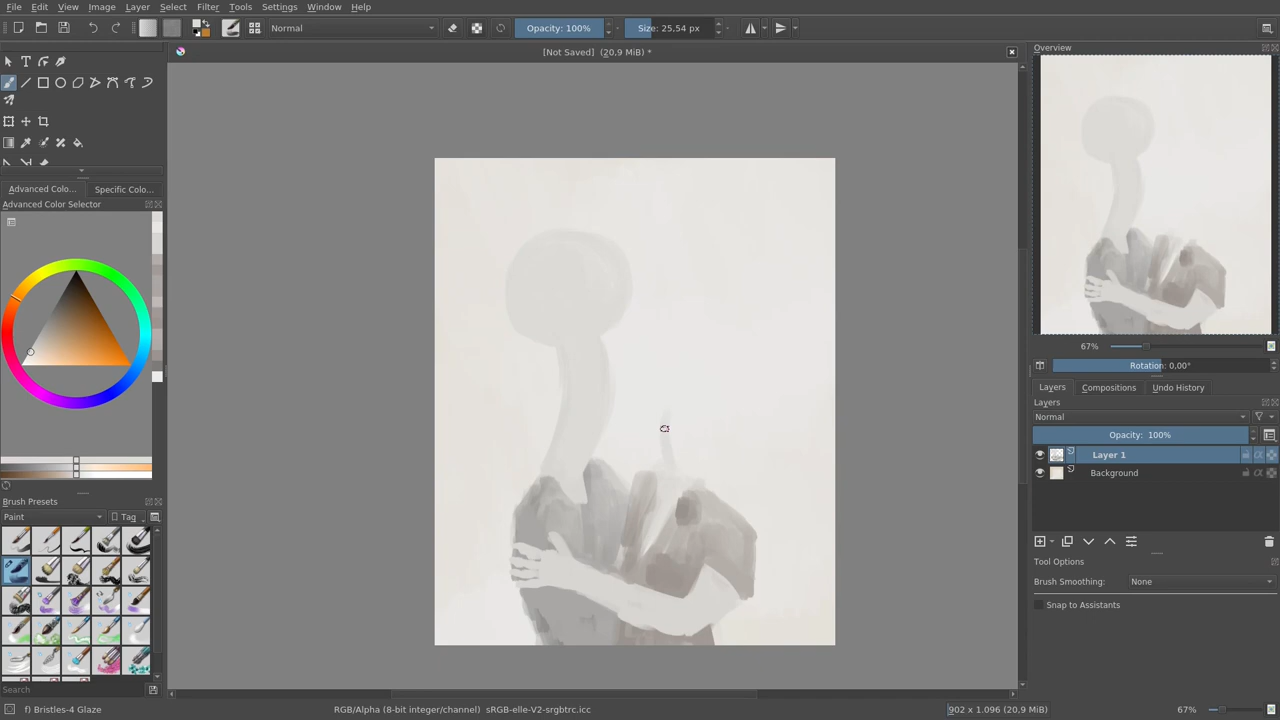 File Edit View Image Layer Select Filter Tools Settings Window Help
Normal Opacity: 100% Size: 25,54 px
[Not Saved] (20,9 MiB) *
Overview
Advanced Colo... Specific Colo...
Advanced Color Selector
67%
Rotation: 0,00°
Layers Compositions Undo History
Layers
Normal
Opacity: 100%
Layer 1
Background
Brush Presets
Paint Tag
Tool Options
Brush Smoothing: None
Snap to Assistants
Search
f) Bristles-4 Glaze RGB/Alpha (8-bit integer/channel) sRGB-elle-V2-srgbtrc.icc 902 x 1.096 (20,9 MiB) 67%